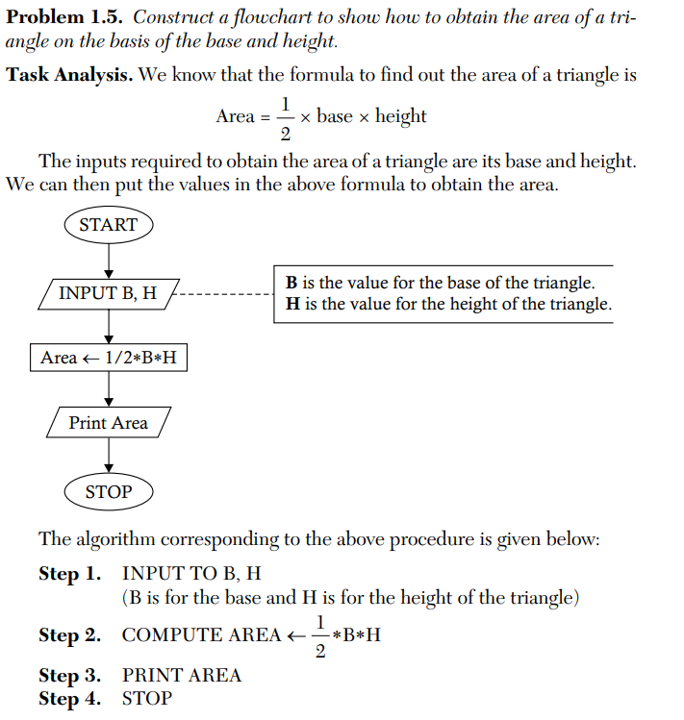 Problem 1.5. Construct a flowchart to show how to obtain the area of a tri-
angle on the basis of the base and height.
Task Analysis. We know that the formula to find out the area of a triangle is
Area = 1/2 × base × height
The inputs required to obtain the area of a triangle are its base and height.
We can then put the values in the above formula to obtain the area.
START
INPUT B, H
B is the value for the base of the triangle.
H is the value for the height of the triangle.
Area ← 1/2*B*H
Print Area
STOP
The algorithm corresponding to the above procedure is given below:
Step 1. INPUT TO B, H
(B is for the base and H is for the height of the triangle)
Step 2. COMPUTE AREA ← 1/2 *B*H
Step 3. PRINT AREA
Step 4. STOP